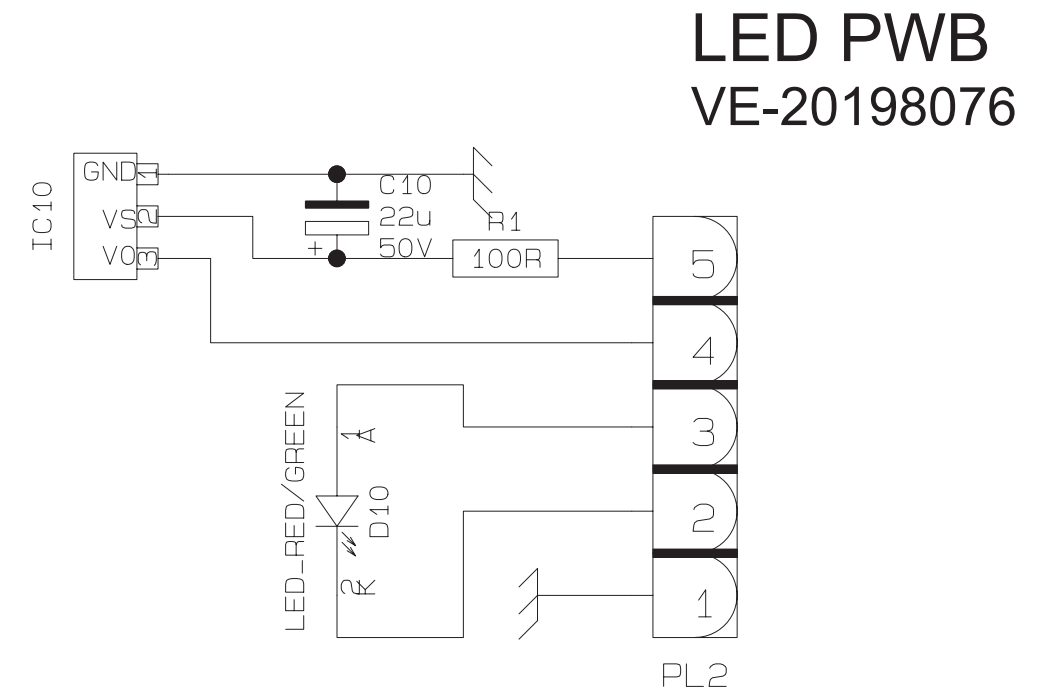 LED PWB
VE-20198076
IC10
GND 1
VS 2
VO 3
C10
22u
50V
+
R1
100R
5
4
3
2
1
PL2
LED_RED/GREEN
1 A
D10
2 K